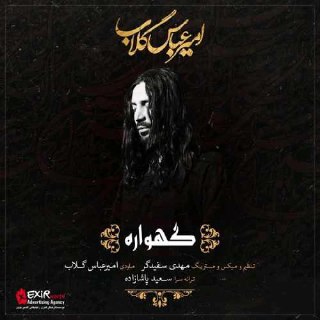 امیرعباس گلاب
گهواره
تنظیم و میکس و مسترینگ مهدی سفیدگر ملودی امیرعباس گلاب
ترانه سرا سعید پاشازاده
EXIR
Advertising Agency